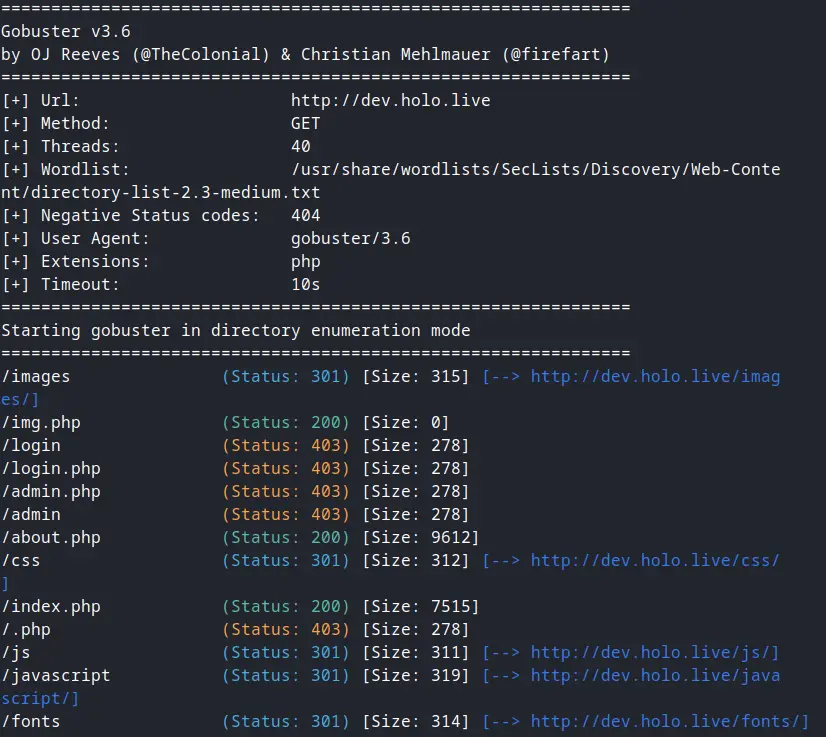 ===============================================================
Gobuster v3.6
by OJ Reeves (@TheColonial) & Christian Mehlmauer (@firefart)
===============================================================
[+] Url:                     http://dev.holo.live
[+] Method:                  GET
[+] Threads:                 40
[+] Wordlist:                /usr/share/wordlists/SecLists/Discovery/Web-Conte
nt/directory-list-2.3-medium.txt
[+] Negative Status codes:   404
[+] User Agent:              gobuster/3.6
[+] Extensions:              php
[+] Timeout:                 10s
===============================================================
Starting gobuster in directory enumeration mode
===============================================================
/images               (Status: 301) [Size: 315] [--> http://dev.holo.live/imag
es/]
/img.php              (Status: 200) [Size: 0]
/login                (Status: 403) [Size: 278]
/login.php            (Status: 403) [Size: 278]
/admin.php            (Status: 403) [Size: 278]
/admin                (Status: 403) [Size: 278]
/about.php            (Status: 200) [Size: 9612]
/css                  (Status: 301) [Size: 312] [--> http://dev.holo.live/css/
]
/index.php            (Status: 200) [Size: 7515]
/.php                 (Status: 403) [Size: 278]
/js                   (Status: 301) [Size: 311] [--> http://dev.holo.live/js/]
/javascript           (Status: 301) [Size: 319] [--> http://dev.holo.live/java
script/]
/fonts                (Status: 301) [Size: 314] [--> http://dev.holo.live/fonts/]